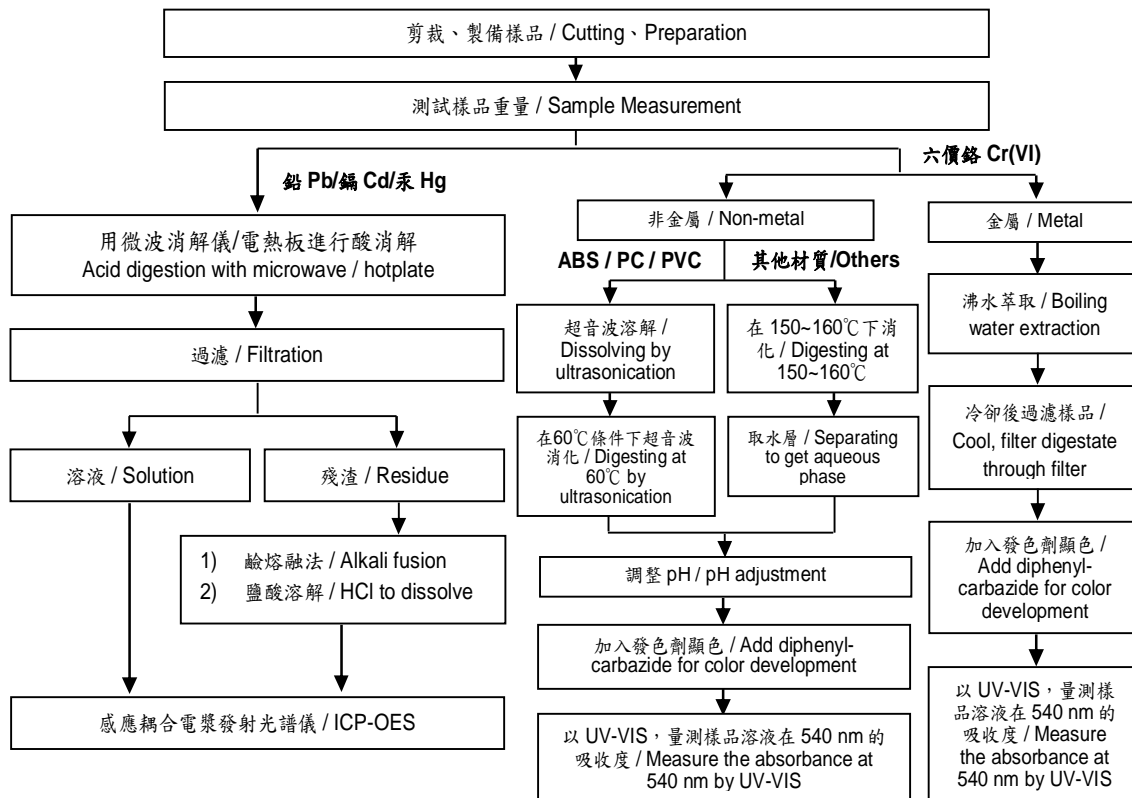 剪裁、製備樣品 / Cutting、Preparation
測試樣品重量 / Sample Measurement
六價鉻 Cr(VI)
鉛 Pb/鎘 Cd/汞 Hg
用微波消解儀/電熱板進行酸消解
Acid digestion with microwave / hotplate
過濾 / Filtration
溶液 / Solution
殘渣 / Residue
1) 鹼熔融法 / Alkali fusion
2) 鹽酸溶解 / HCl to dissolve
感應耦合電漿發射光譜儀 / ICP-OES
非金屬 / Non-metal
ABS / PC / PVC
其他材質/Others
超音波溶解 /
Dissolving by
ultrasonication
在 150~160℃下消
化 / Digesting at
150~160℃
在60℃條件下超音波
消化 / Digesting at
60℃ by
ultrasonication
取水層 / Separating
to get aqueous
phase
調整 pH / pH adjustment
加入發色劑顯色 / Add diphenyl-
carbazide for color development
以 UV-VIS，量測樣品溶液在 540 nm 的
吸收度 / Measure the absorbance at
540 nm by UV-VIS
金屬 / Metal
沸水萃取 / Boiling
water extraction
冷卻後過濾樣品 /
Cool, filter digestate
through filter
加入發色劑顯色 /
Add diphenyl-
carbazide for color
development
以 UV-VIS，量測樣
品溶液在 540 nm 的
吸收度 / Measure
the absorbance at
540 nm by UV-VIS